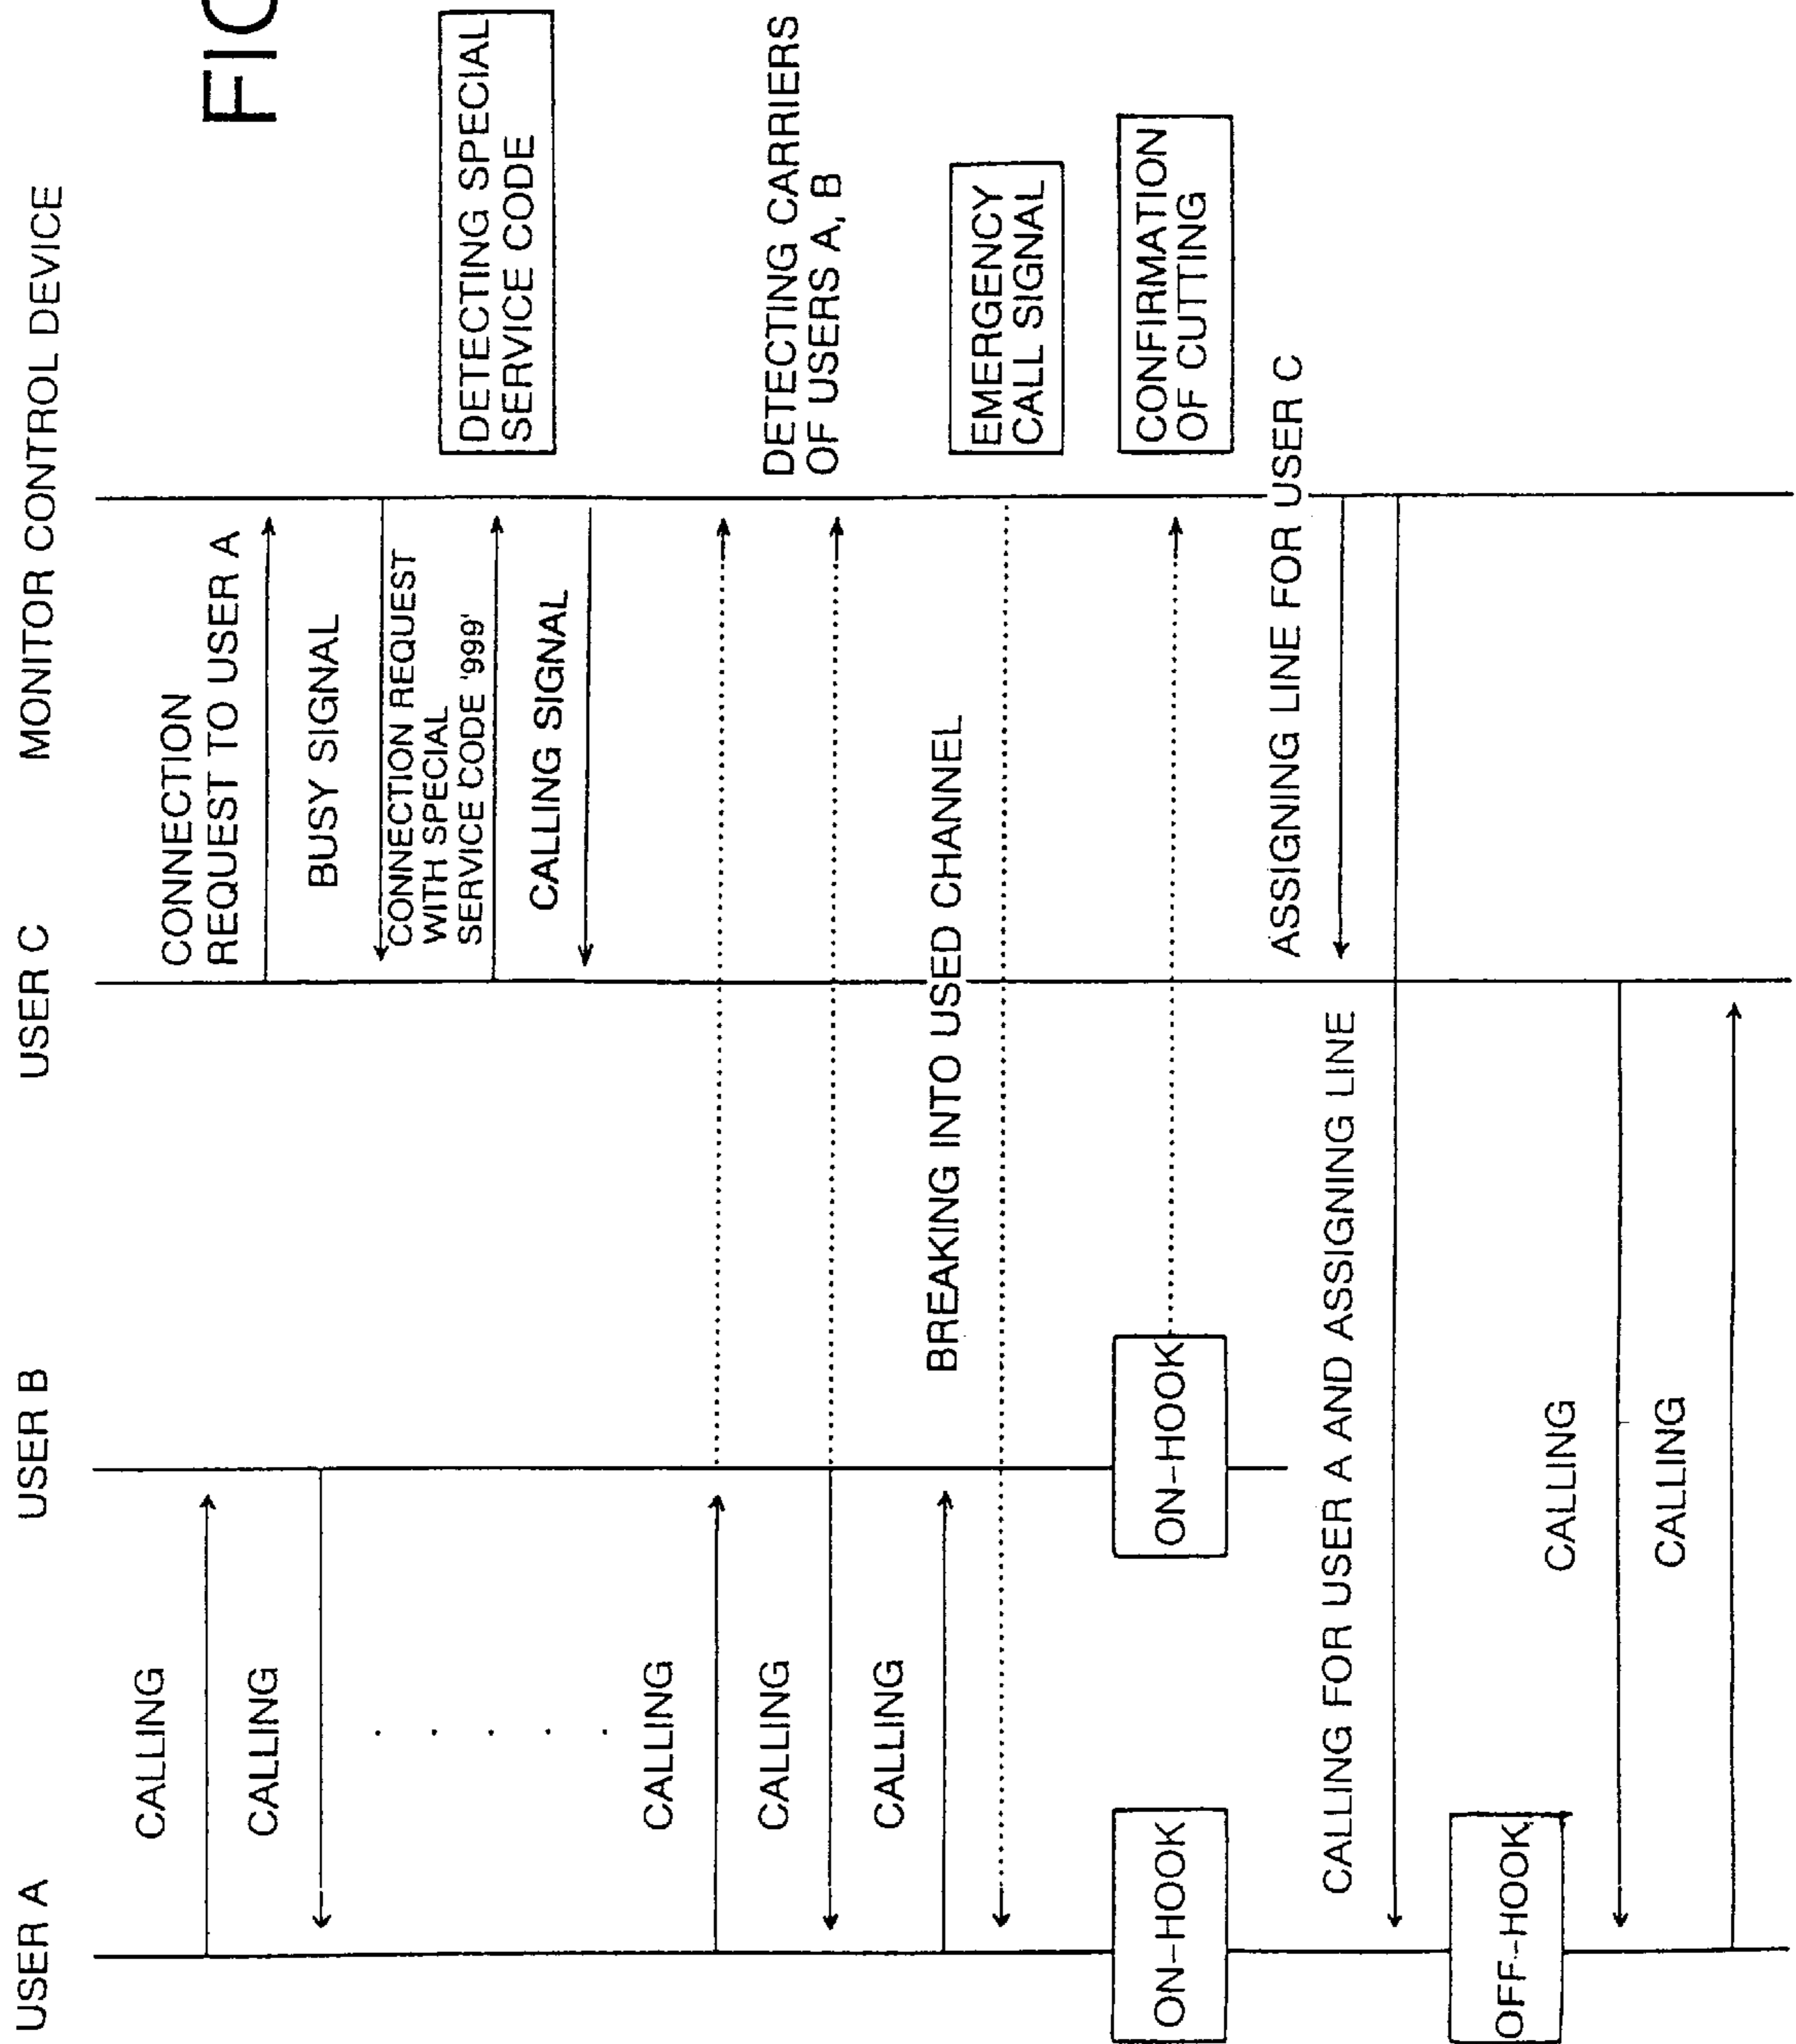 FIG
USER A
USER B
USER C
MONITOR CONTROL DEVICE
CALLING
CONNECTION
REQUEST TO USER A
CALLING
BUSY SIGNAL
CONNECTION REQUEST
WITH SPECIAL
SERVICE CODE '999'
DETECTING SPECIAL
SERVICE CODE
CALLING SIGNAL
. . . . .
CALLING
CALLING
DETECTING CARRIERS
OF USERS A, B
CALLING
BREAKING INTO USED CHANNEL
EMERGENCY
CALL SIGNAL
ON-HOOK
ON-HOOK
CONFIRMATION
OF CUTTING
ASSIGNING LINE FOR USER C
CALLING FOR USER A AND ASSIGNING LINE
OFF-HOOK
CALLING
CALLING